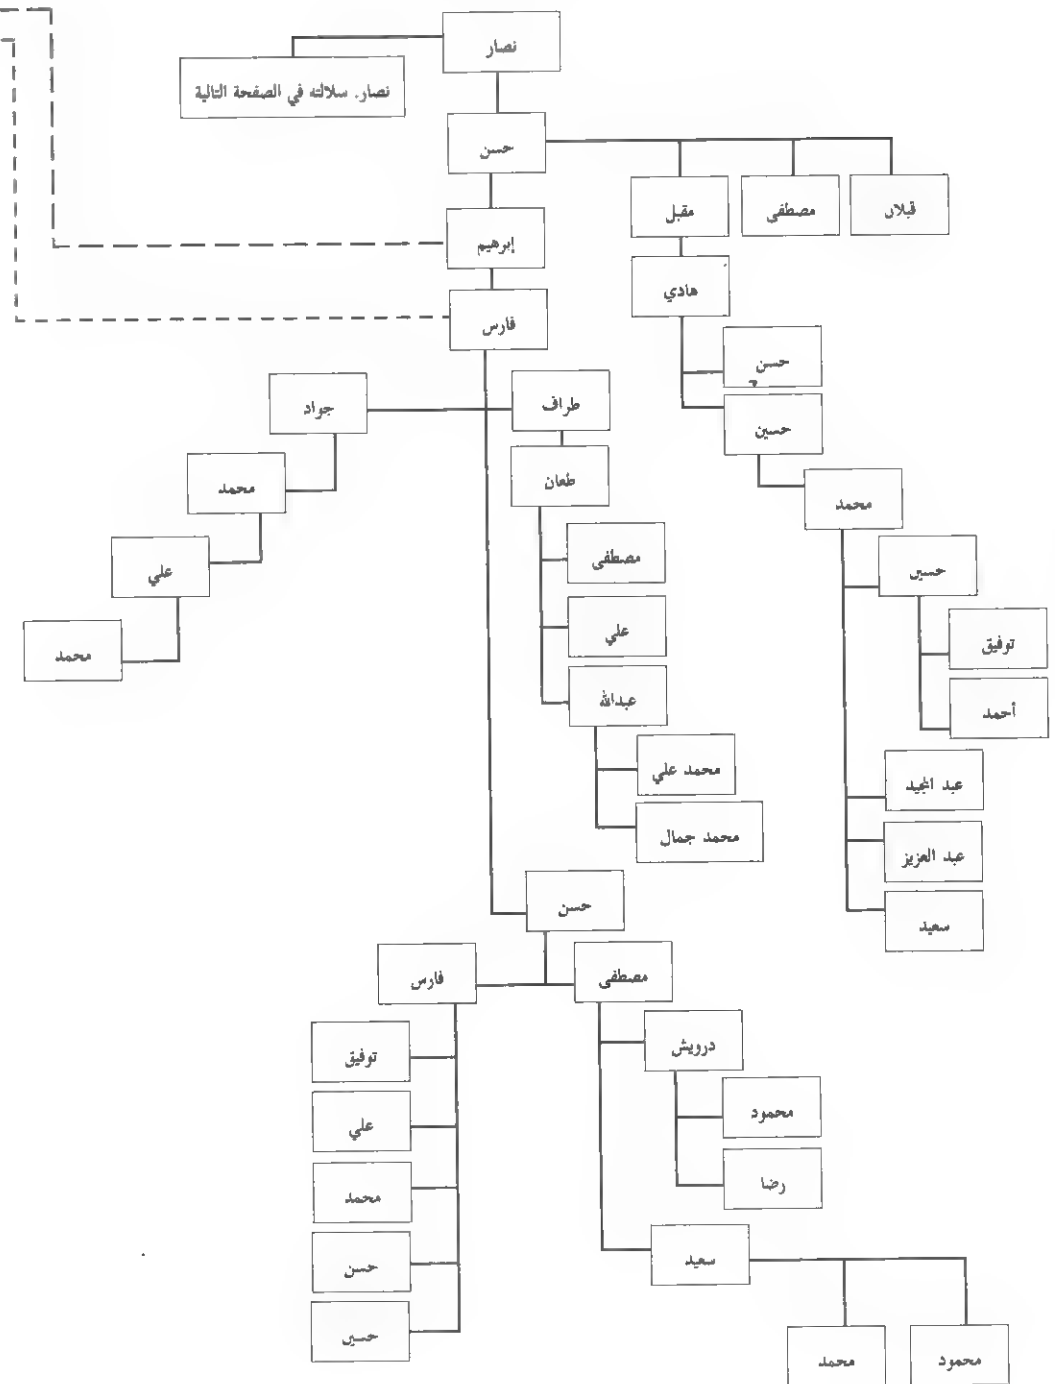 نصار
نصار. سلالته في الصفحة التالية
حسن
قبلان
مصطفى
مقبل
إبرهيم
هادي
فارس
حسن
حسين
طراف
جواد
طعان
محمد
محمد
مصطفى
حسين
علي
علي
توفيق
محمد
عبدالله
أحمد
محمد علي
عبد المجيد
محمد جمال
عبد العزيز
حسن
سعيد
مصطفى
فارس
درويش
توفيق
محمود
علي
رضا
محمد
سعيد
حسن
حسين
محمود
محمد